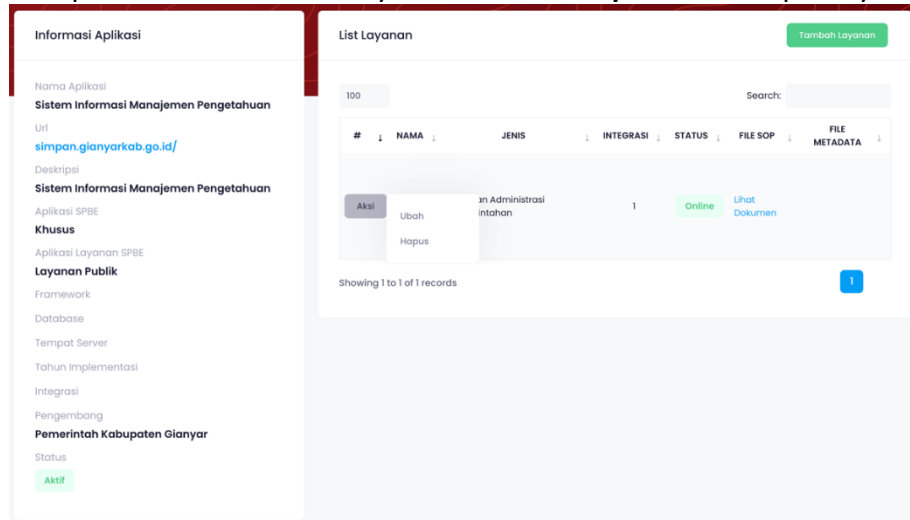 Informasi Aplikasi
Nama Aplikasi
Sistem Informasi Manajemen Pengetahuan
Url
simpan.gianyarkab.go.id/
Deskripsi
Sistem Informasi Manajemen Pengetahuan
Aplikasi SPBE
Khusus
Aplikasi Layanan SPBE
Layanan Publik
Framework
Database
Tempat Server
Tahun Implementasi
Integrasi
Pengembang
Pemerintah Kabupaten Gianyar
Status
Aktif
List Layanan
Tambah Layanan
100
Search:
# NAMA JENIS INTEGRASI STATUS FILE SOP FILE METADATA
Aksi
Ubah
Hapus
Administrasi
1
Online
Lihat
Dokumen
Showing 1 to 1 of 1 records
1